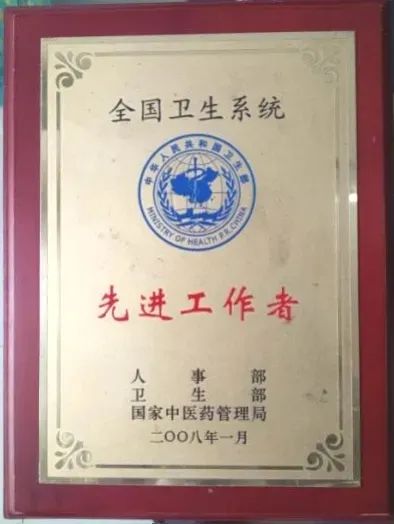 全国卫生系统
中华人民共和国卫生部
MINISTRY OF HEALTH P.R.CHINA
先进工作者
人事部
卫生部
国家中医药管理局
二〇〇八年一月